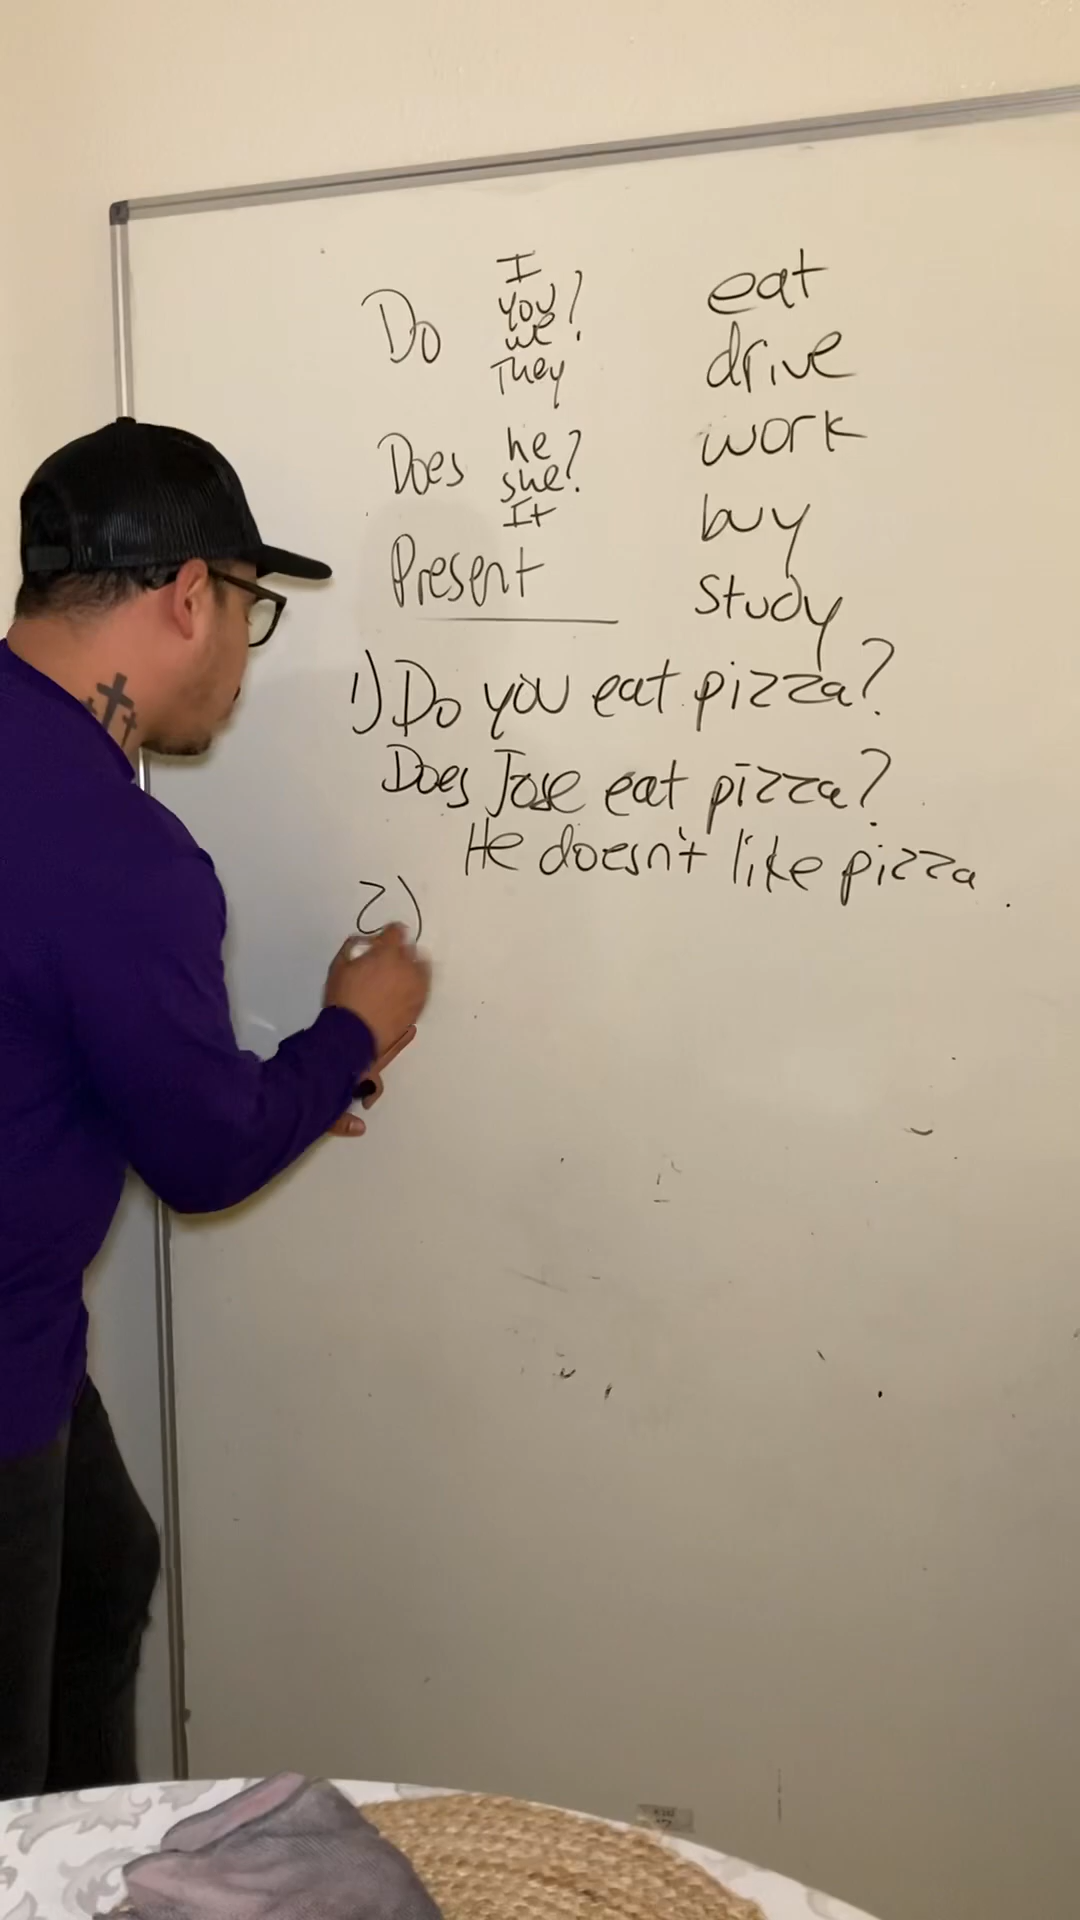 Do
I
you?
we
They
Does
he
she?
It
Present
eat
drive
work
buy
study
1) Do you eat pizza?
Does Jose eat pizza?
He doesn't like pizza
2)